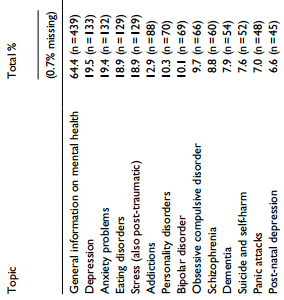 Topic Total %
(0.7% missing)
General information on mental health 64.4 (n=439)
Depression 19.5 (n=133)
Anxiety problems 19.4 (n=132)
Eating disorders 18.9 (n=129)
Stress (also post-traumatic) 18.9 (n=129)
Addictions 12.9 (n=88)
Personality disorders 10.3 (n=70)
Bipolar disorder 10.1 (n=69)
Obsessive compulsive disorder 9.7 (n=66)
Schizophrenia 8.8 (n=60)
Dementia 7.9 (n=54)
Suicide and self-harm 7.6 (n=52)
Panic attacks 7.0 (n=48)
Post-natal depression 6.6 (n=45)